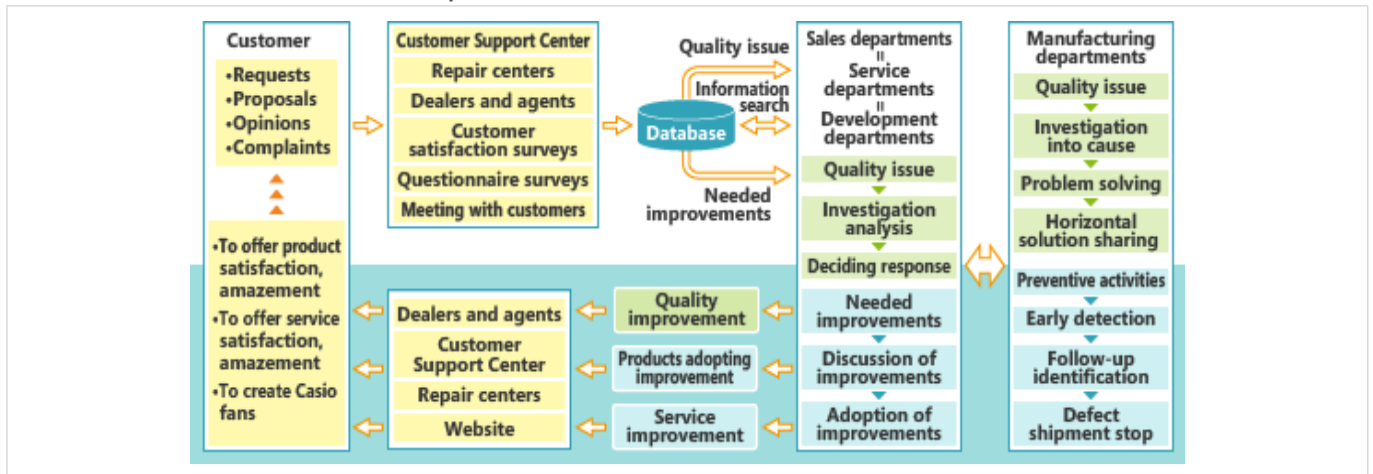 Customer
•Requests
•Proposals
•Opinions
•Complaints
•To offer product
satisfaction,
amazement
•To offer service
satisfaction,
amazement
•To create Casio
fans
Customer Support Center
Repair centers
Dealers and agents
Customer
satisfaction surveys
Questionnaire surveys
Meeting with customers
Quality issue
Information
search
Database
Needed
improvements
Sales departments
=
Service
departments
=
Development
departments
Quality issue
Investigation
analysis
Deciding response
Needed
improvements
Discussion of
improvements
Adoption of
improvements
Manufacturing
departments
Quality issue
Investigation
into cause
Problem solving
Horizontal
solution sharing
Preventive activities
Early detection
Follow-up
identification
Defect
shipment stop
Quality
improvement
Products adopting
improvement
Service
improvement
Dealers and agents
Customer
Support Center
Repair centers
Website